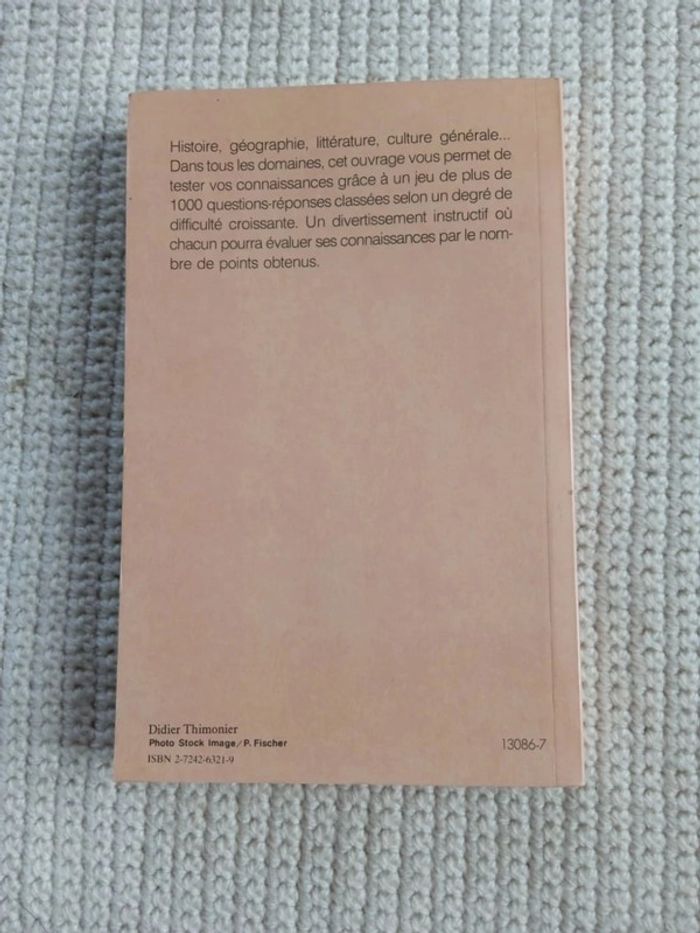 Histoire, géographie, littérature, culture générale...
Dans tous les domaines, cet ouvrage vous permet de
tester vos connaissances grâce à un jeu de plus de
1000 questions-réponses classées selon un degré de
difficulté croissante. Un divertissement instructif où
chacun pourra évaluer ses connaissances par le nom-
bre de points obtenus.
Didier Thimonier
Photo Stock Image/P. Fischer
ISBN 2-7242-6321-9
13086-7